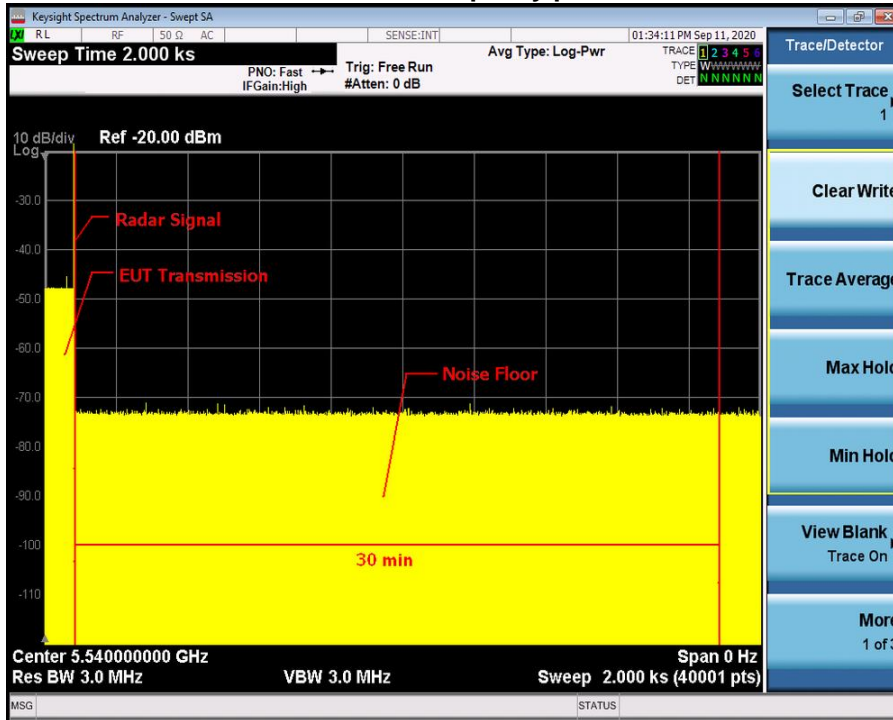 Keysight Spectrum Analyzer - Swept SA
LXI RL RF 50 Ω AC SENSE:INT 01:34:11 PM Sep 11, 2020
Sweep Time 2.000 ks
Avg Type: Log-Pwr
TRACE 1 2 3 4 5 6
TYPE W
DET N N N N N N
PNO: Fast
IFGain:High
Trig: Free Run
#Atten: 0 dB
Trace/Detector
Select Trace
1
10 dB/div Ref -20.00 dBm
Log
Clear Write
-30.0
Radar Signal
-40.0
EUT Transmission
Trace Average
-50.0
-60.0
Noise Floor
Max Hold
-70.0
-80.0
Min Hold
-90.0
-100
30 min
View Blank
Trace On
-110
More
1 of 3
Center 5.540000000 GHz Span 0 Hz
Res BW 3.0 MHz VBW 3.0 MHz Sweep 2.000 ks (40001 pts)
MSG STATUS